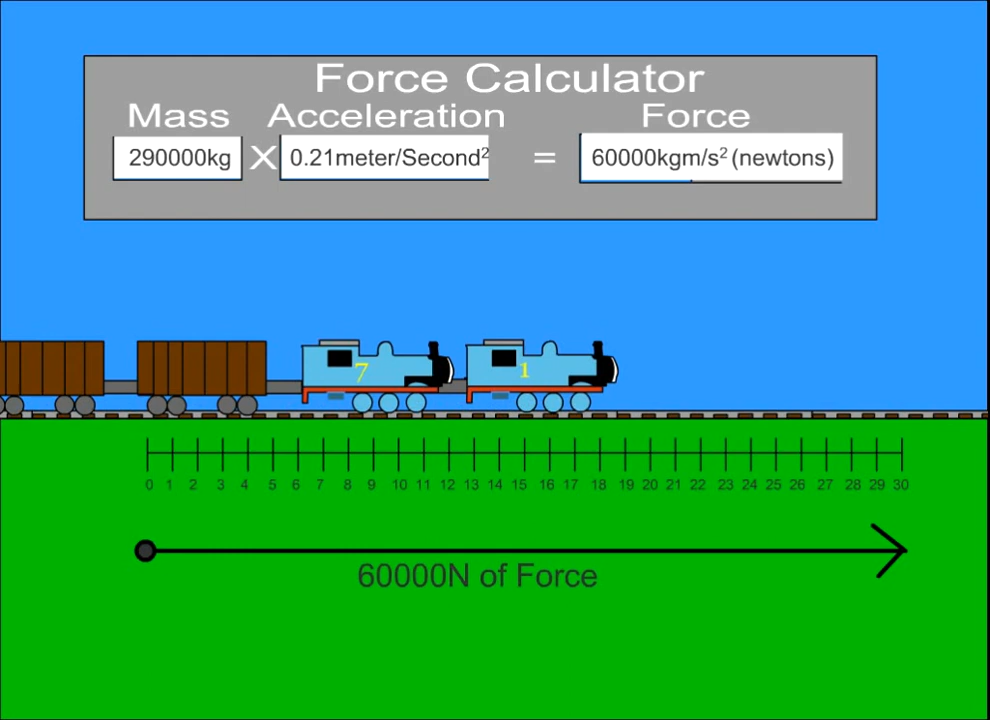 Force Calculator
Mass Acceleration Force
290000kg X 0.21meter/Second² = 60000kgm/s² (newtons)
7 1
0 1 2 3 4 5 6 7 8 9 10 11 12 13 14 15 16 17 18 19 20 21 22 23 24 25 26 27 28 29 30
60000N of Force